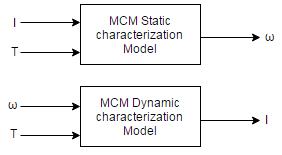 I
MCM Static
characterization
Model
T
ω
ω
MCM Dynamic
characterization
Model
T
I